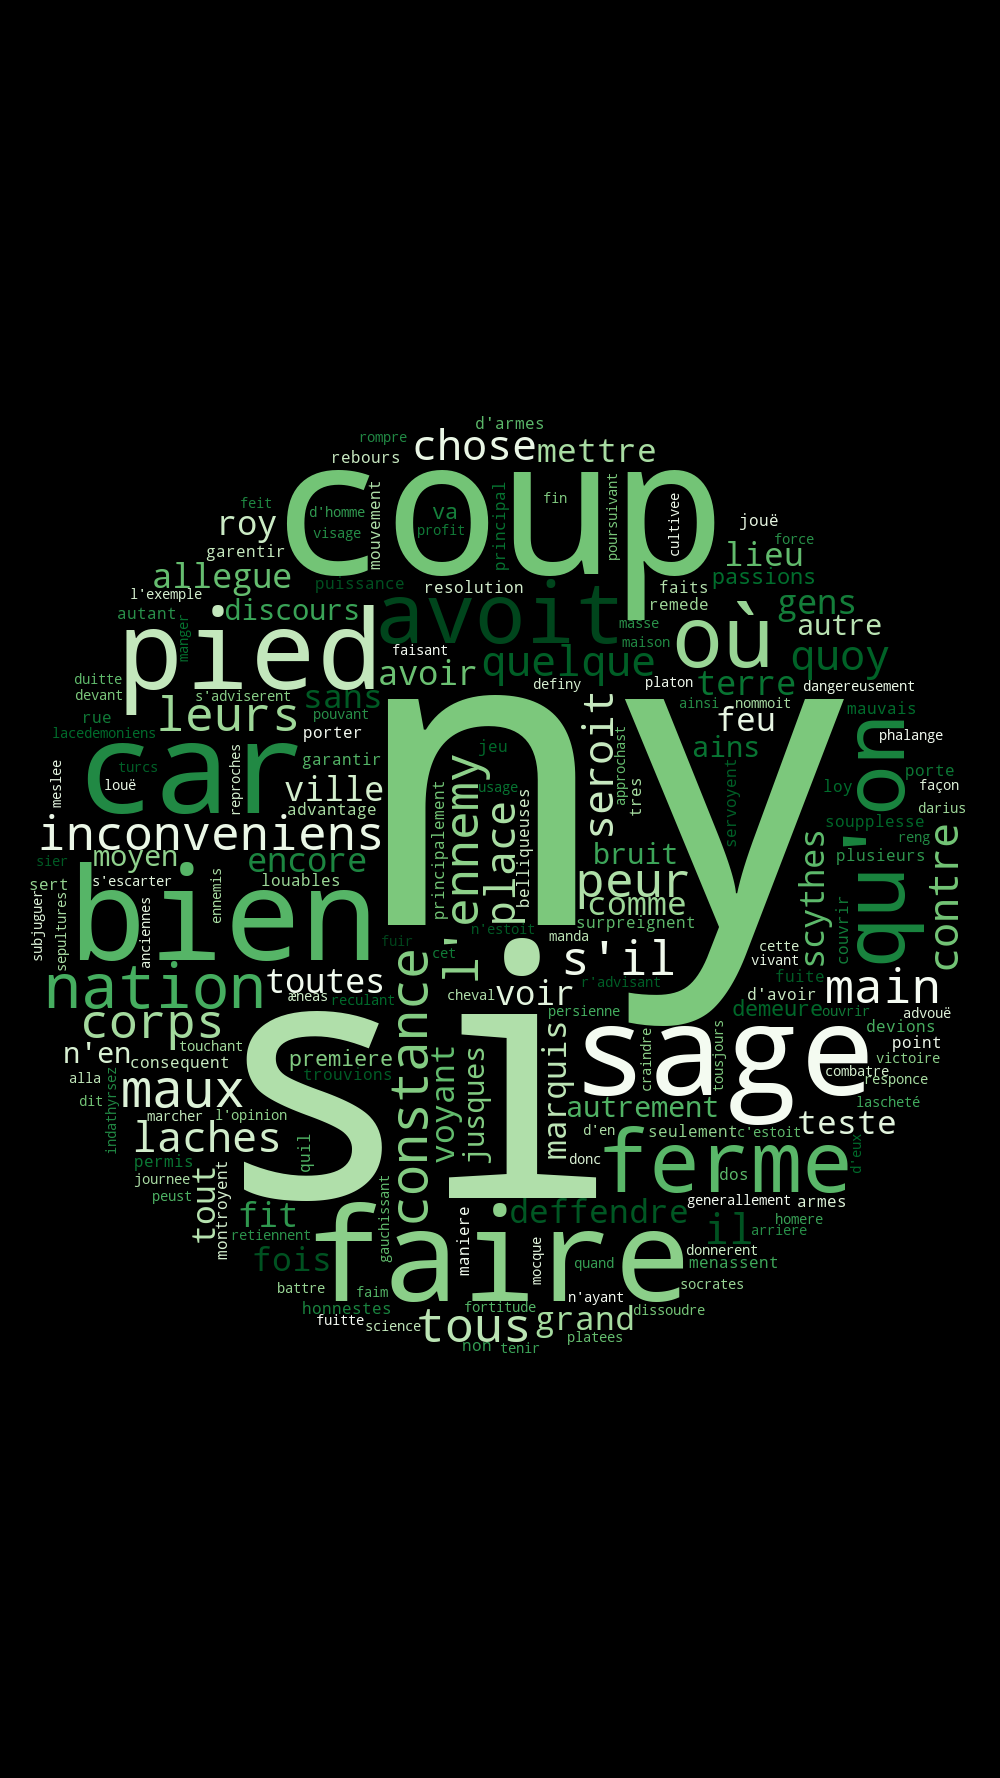 d'armes
rompre
chose
mettre
rebours
coup
feit
d'homme
visage
mouvement
va
profit
principal
fin
poursuivant
cultivee
jouë
force
roy
garentir
lieu
allegue
puissance
resolution
faits
passions
l'exemple
discours
avoit
remede
gens
autant
manger
pied
faisant
masse
maison
où
autre
avoir
quelque
quoy
duitte
devant
s'adviserent
sans
definy
platon
terre
dangereusement
rue
leurs
pouvant
ainsi
nommoit
mauvais
lacedemoniens
porter
feu
phalange
car
turcs
louë
meslee
reproches
garantir
jeu
usage
ny
seroit
approchast
tres
ains
servoyent
qu'on
porte
loy
façon
ville
advantage
darius
inconveniens
principalement
l'ennemy
place
belliqueuses
soupplesse
reng
moyen
encore
bruit
plusieurs
sier
s'escarter
louables
peur
scythes
contre
sert
bien
ennemis
comme
couvrir
subjuguer
sepultures
anciennes
surpreignent
n'estoit
manda
fuir
cet
s'il
cette
vivant
nation
toutes
r'advisant
fuite
æneas
reculant
cheval
voir
d'avoir
main
corps
constance
persienne
demeure
ouvrir
advouë
n'en
touchant
consequent
si
premiere
trouvions
voyant
jusques
marquis
sage
craindre
tousjours
devions
point
victoire
combatre
responce
alla
dit
indathyrsez
maux
marcher
l'opinion
autrement
lascheté
laches
quil
d'en
seulement
c'estoit
teste
permis
journee
peust
tout
montroyent
donc
ferme
dos
d'eux
gauchissant
generallement
armes
fit
retiennent
faire
maniere
deffendre
il
homere
arriere
fois
mocque
quand
donnerent
menassent
battre
faim
n'ayant
socrates
honnestes
fuitte
science
fortitude
tous
grand
dissoudre
platees
non
tenir